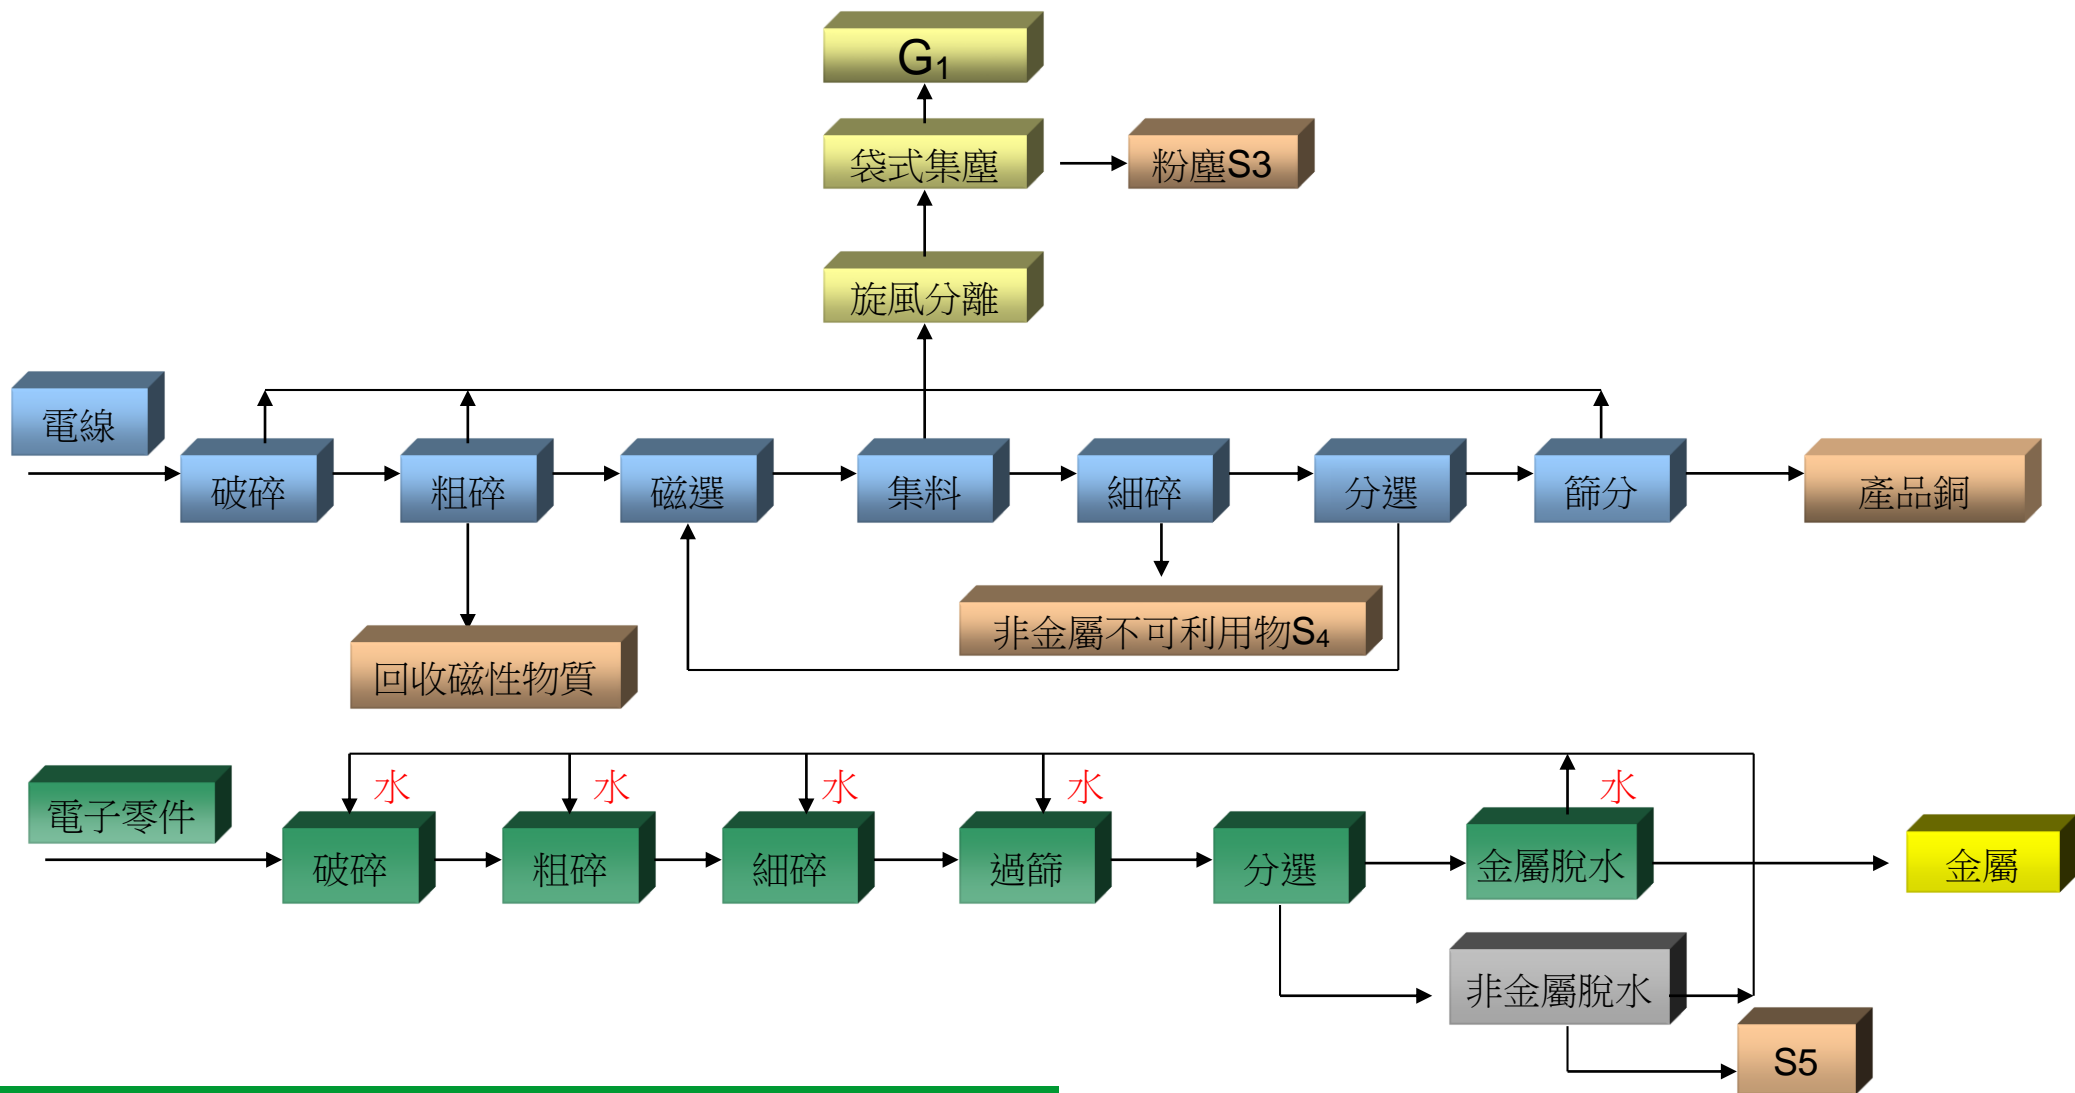 G₁
袋式集塵
粉塵S3
旋風分離
電線
破碎
粗碎
磁選
集料
細碎
分選
篩分
產品銅
非金屬不可利用物S₄
回收磁性物質
電子零件
水
水
水
水
水
破碎
粗碎
細碎
過篩
分選
金屬脫水
金屬
非金屬脫水
S5